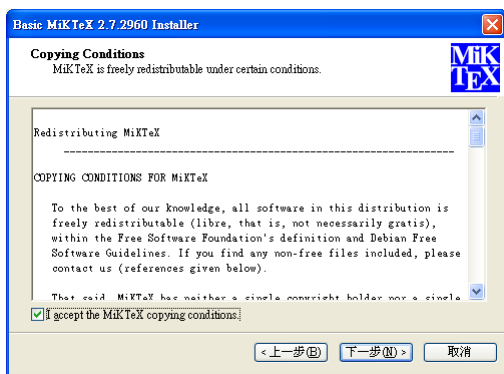 Basic MiKTeX 2.7.2960 Installer
Copying Conditions
MiKTeX is freely redistributable under certain conditions.
MiK
TEX
Redistributing MiKTeX
COPYING CONDITIONS FOR MiKTeX
To the best of our knowledge, all software in this distribution is
freely redistributable (libre, that is, not necessarily gratis),
within the Free Software Foundation's definition and Debian Free
Software Guidelines. If you find any non-free files included, please
contact us (references given below).
That said, MiKTeX has neither a single copyright holder nor a single
I accept the MiKTeX copying conditions.
<上一步(B) 下一步(N)> 取消